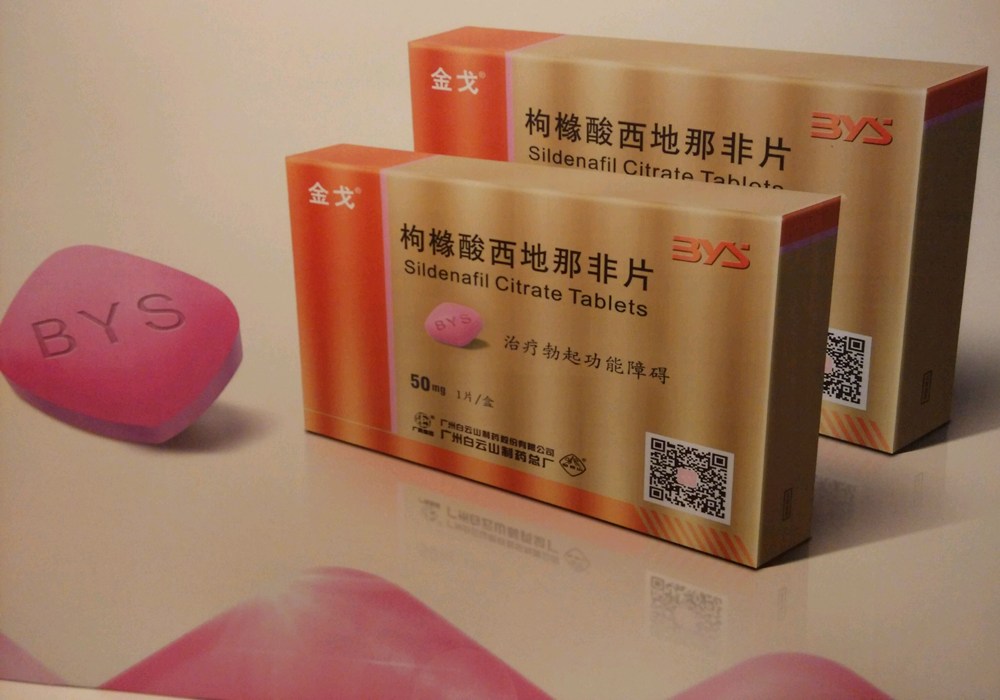 金戈®
枸橼酸西地那非片
Sildenafil Citrate Tablets
BYS
金戈®
枸橼酸西地那非片
Sildenafil Citrate Tablets
BYS
BYS
BYS
治疗勃起功能障碍
50mg 1片/盒
广州白云山制药股份有限公司
广州白云山制药总厂